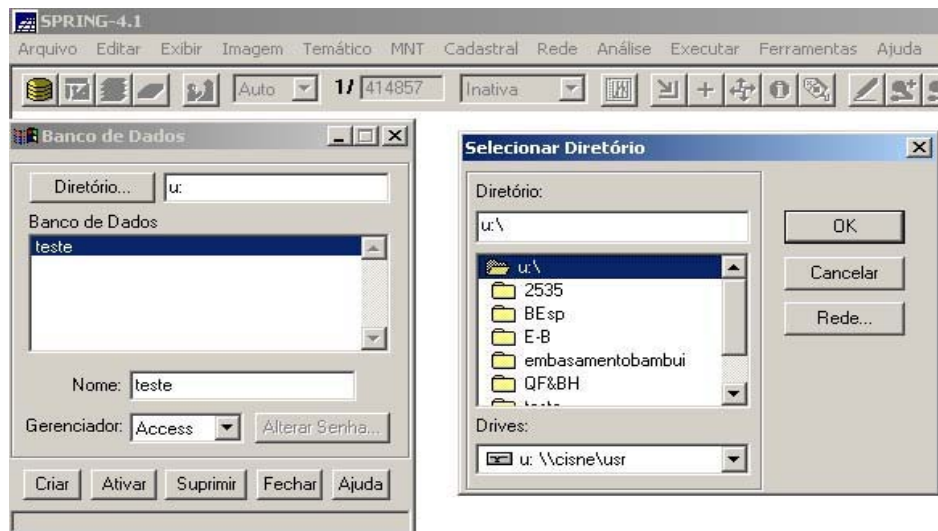 SPRING-4.1
Arquivo Editar Exibir Imagem Temático MNT Cadastral Rede Análise Executar Ferramentas Ajuda
Auto 1/ 414857 Inativa
Banco de Dados
Diretório... u:
Banco de Dados
teste
Nome: teste
Gerenciador: Access Alterar Senha...
Criar Ativar Suprimir Fechar Ajuda
Selecionar Diretório
Diretório:
u:\
u:\
2535
BEsp
E-B
embasamentobambui
QF&BH
Drives:
u: \\cisne\usr
OK
Cancelar
Rede...